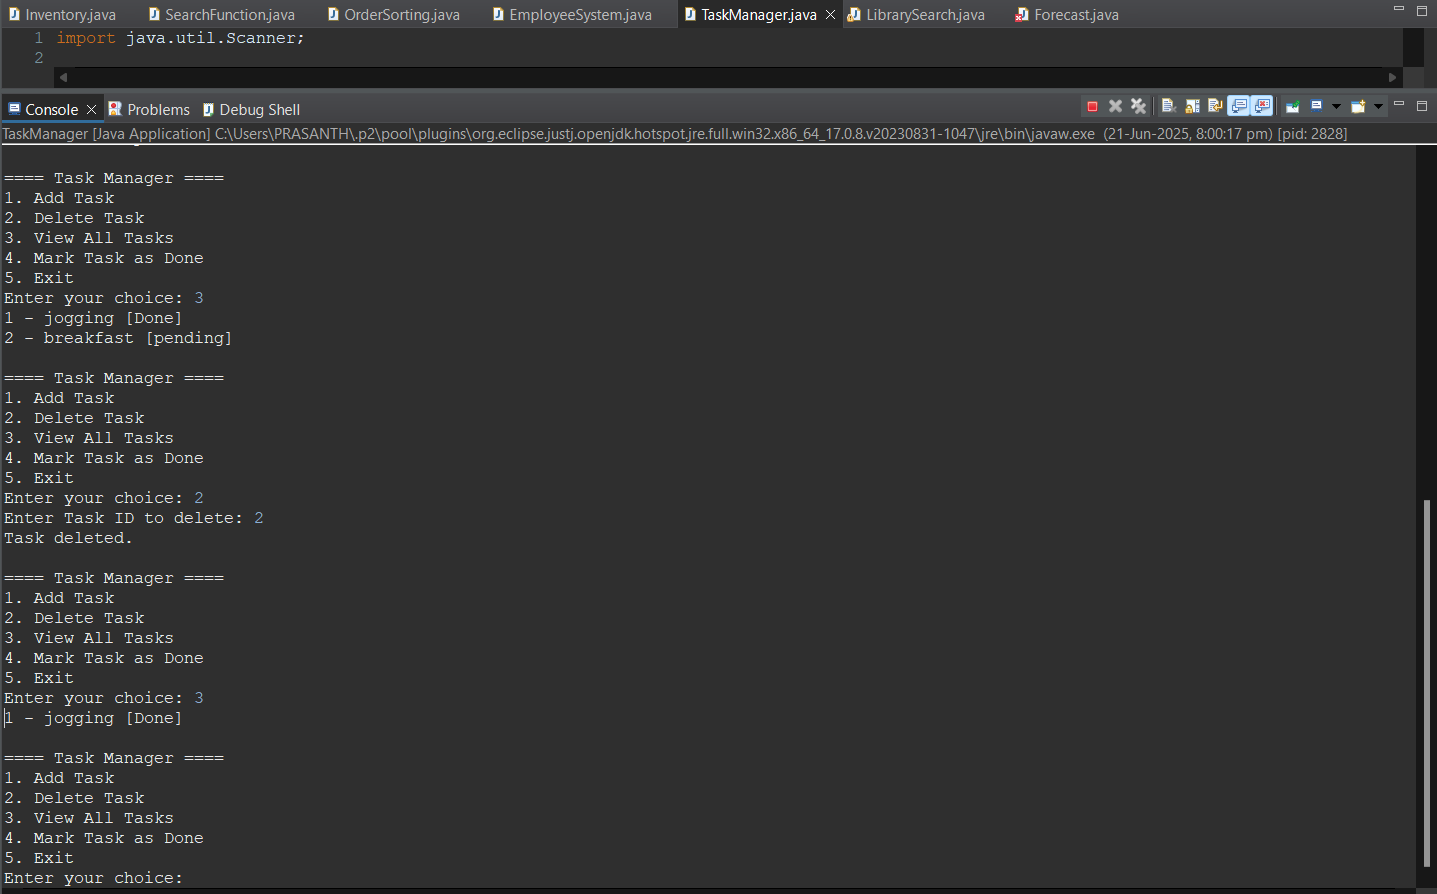 Inventory.java SearchFunction.java OrderSorting.java EmployeeSystem.java TaskManager.java LibrarySearch.java Forecast.java
1 import java.util.Scanner;
2
Console Problems Debug Shell
TaskManager [Java Application] C:\Users\PRASANTH\.p2\pool\plugins\org.eclipse.justj.openjdk.hotspot.jre.full.win32.x86_64_17.0.8.v20230831-1047\jre\bin\javaw.exe (21-Jun-2025, 8:00:17 pm) [pid: 2828]
==== Task Manager ====
1. Add Task
2. Delete Task
3. View All Tasks
4. Mark Task as Done
5. Exit
Enter your choice: 3
1 - jogging [Done]
2 - breakfast [pending]
==== Task Manager ====
1. Add Task
2. Delete Task
3. View All Tasks
4. Mark Task as Done
5. Exit
Enter your choice: 2
Enter Task ID to delete: 2
Task deleted.
==== Task Manager ====
1. Add Task
2. Delete Task
3. View All Tasks
4. Mark Task as Done
5. Exit
Enter your choice: 3
1 - jogging [Done]
==== Task Manager ====
1. Add Task
2. Delete Task
3. View All Tasks
4. Mark Task as Done
5. Exit
Enter your choice: